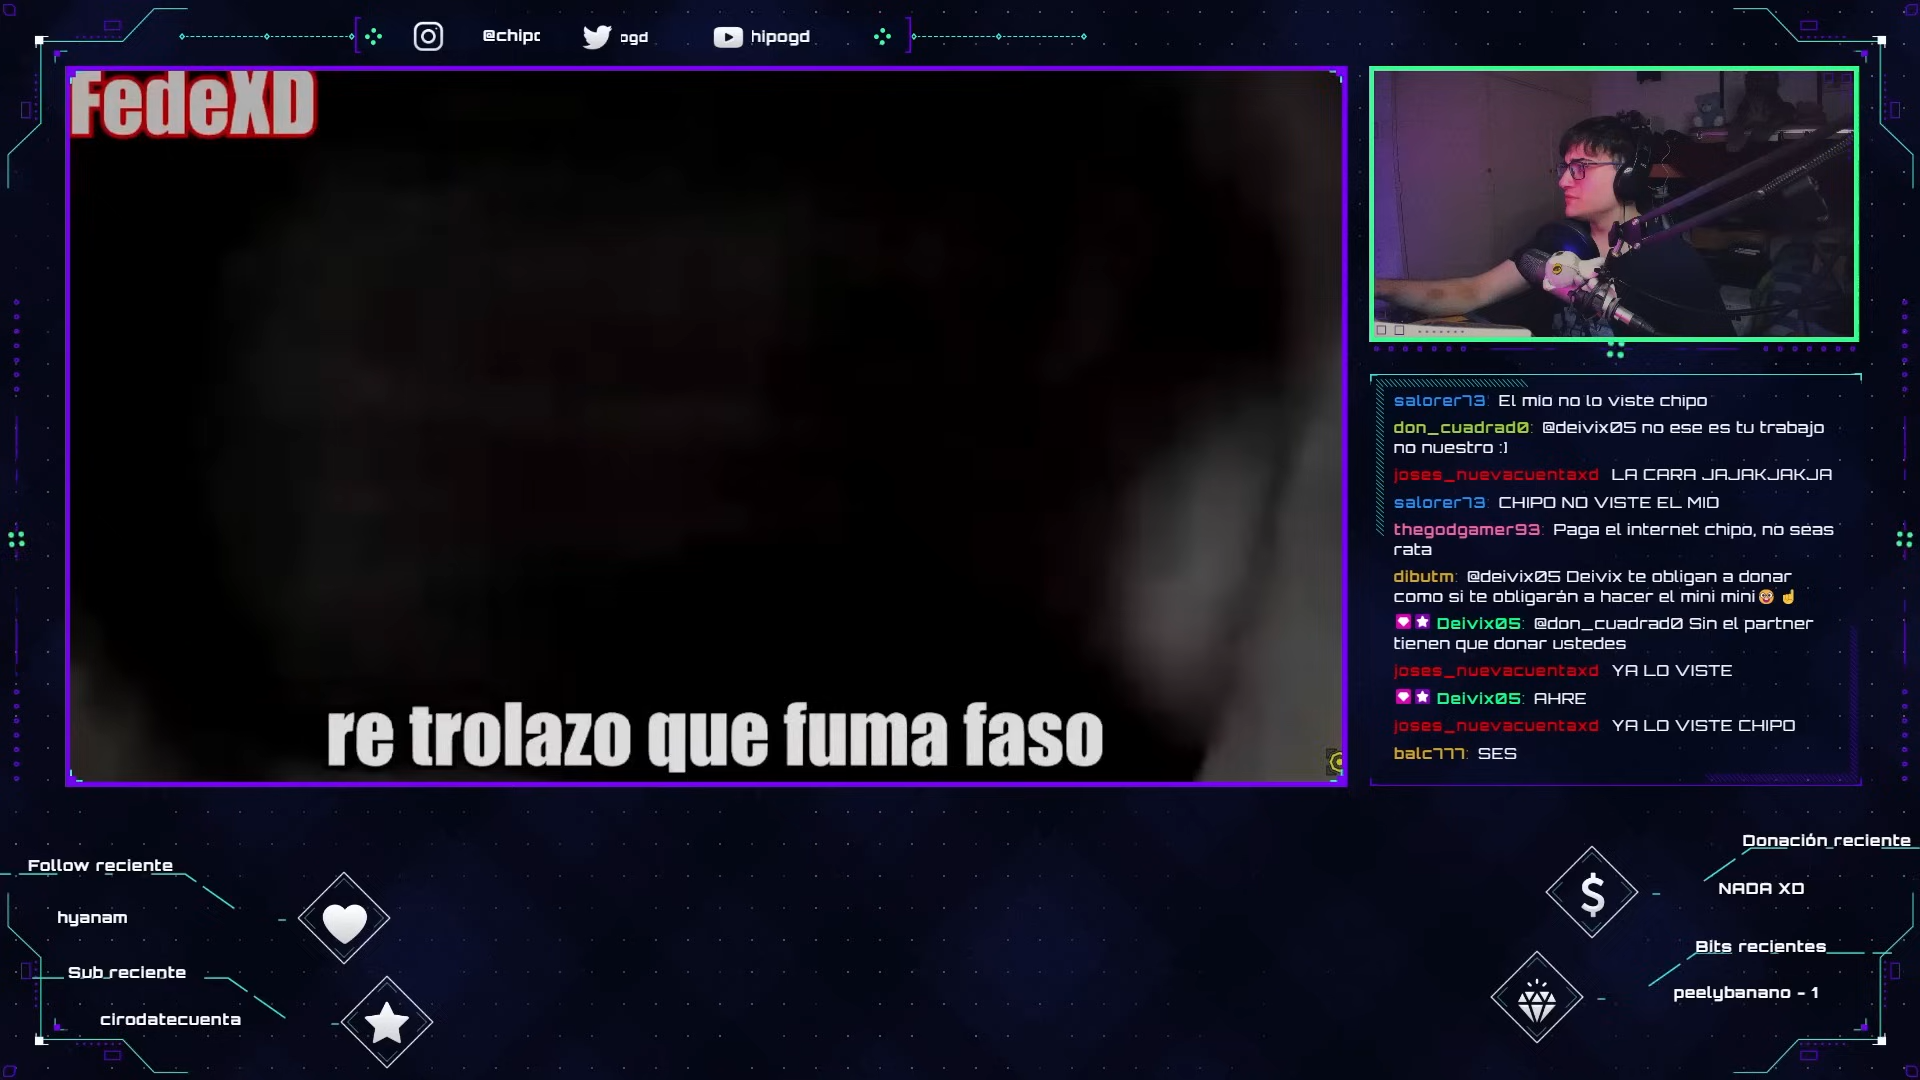 @chipc
ogd
hipogd
FedeXD
re trolazo que fuma faso
salorer73: El mio no lo viste chipo
don_cuadrad0: @deivix05 no ese es tu trabajo
no nuestro :]
joses_nuevacuentaxd LA CARA JAJAKJAKJA
salorer73: CHIPO NO VISTE EL MIO
thegodgamer93: Paga el internet chipo, no seas
rata
dibutm: @deivix05 Deivix te obligan a donar
como si te obligarán a hacer el mini mini🤡☝
Deivix05: @don_cuadrad0 Sin el partner
tienen que donar ustedes
joses_nuevacuentaxd YA LO VISTE
Deivix05: AHRE
joses_nuevacuentaxd YA LO VISTE CHIPO
balc777: SES
Follow reciente
hyanam
Sub reciente
cirodatecuenta
Donación reciente
NADA XD
Bits recientes
peelybanano - 1